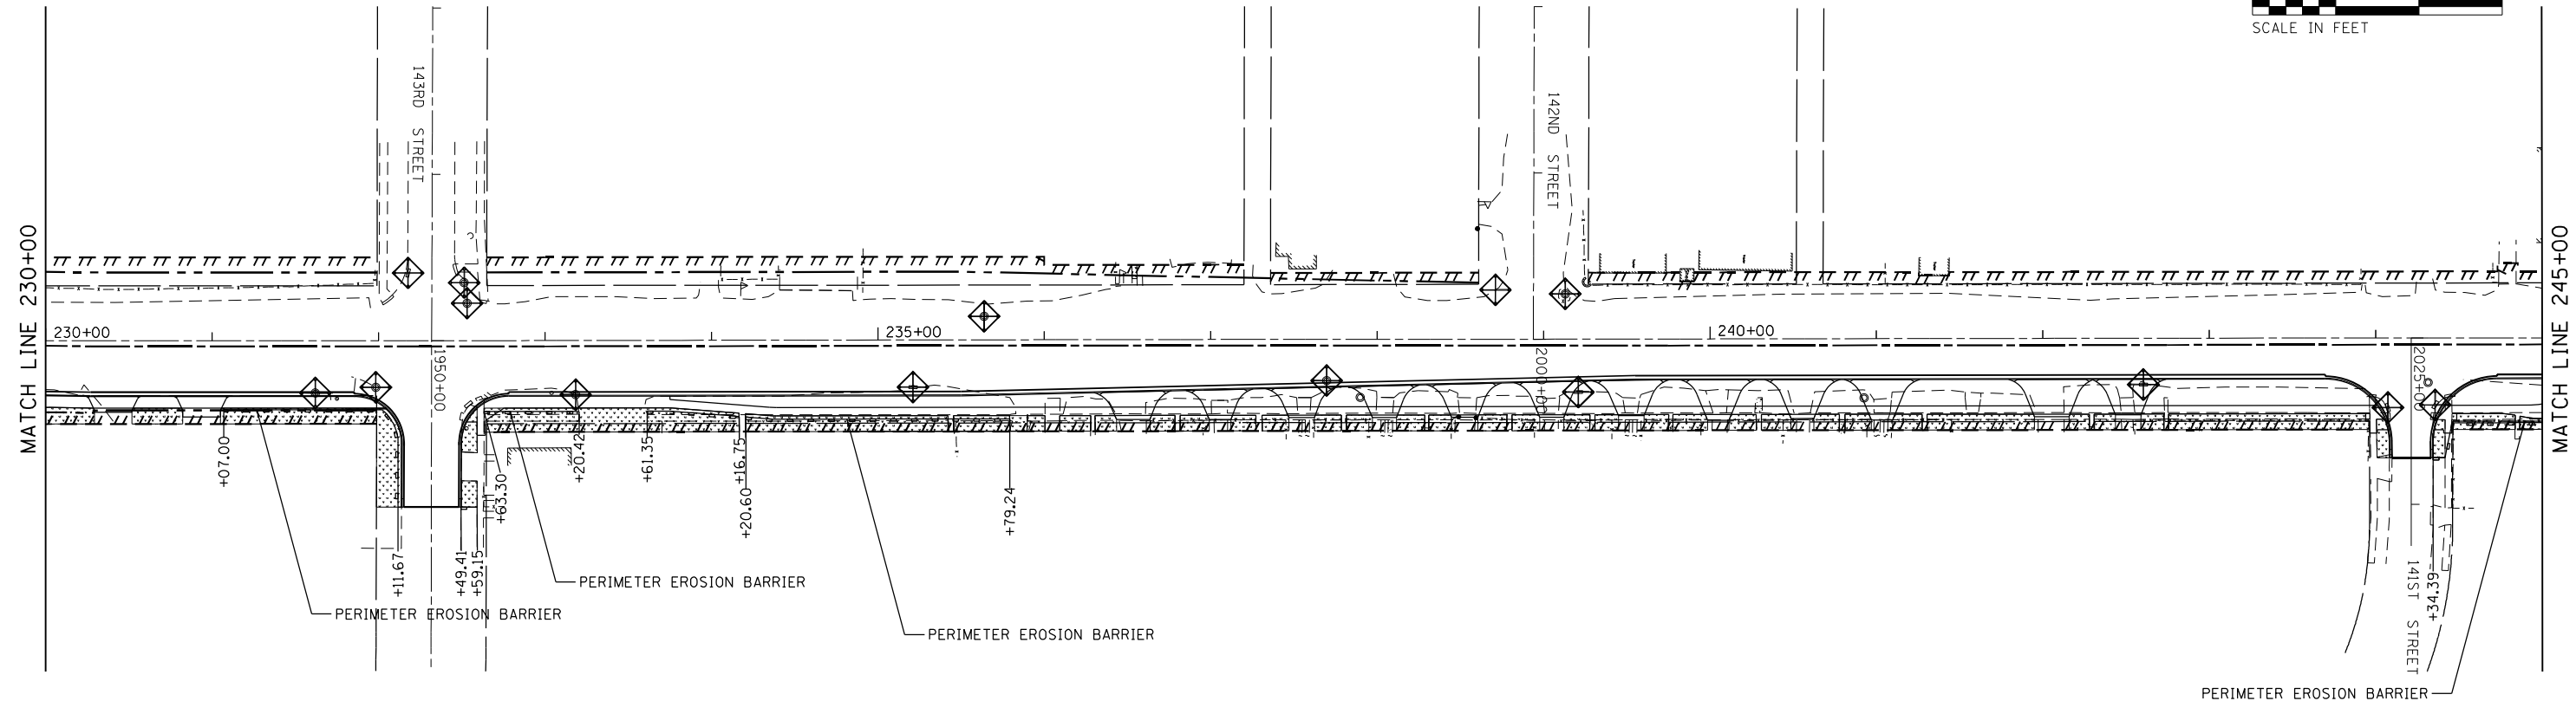 SCALE IN FEET
143RD STREET
142ND STREET
MATCH LINE 230+00
MATCH LINE 245+00
230+00
235+00
240+00
1950+00
2000+00
2025+00
+07.00
+11.67
+49.41
+59.15
+63.30
+20.42
+61.35
+16.75
+20.60
+79.24
+34.39
141ST STREET
PERIMETER EROSION BARRIER
PERIMETER EROSION BARRIER
PERIMETER EROSION BARRIER
PERIMETER EROSION BARRIER